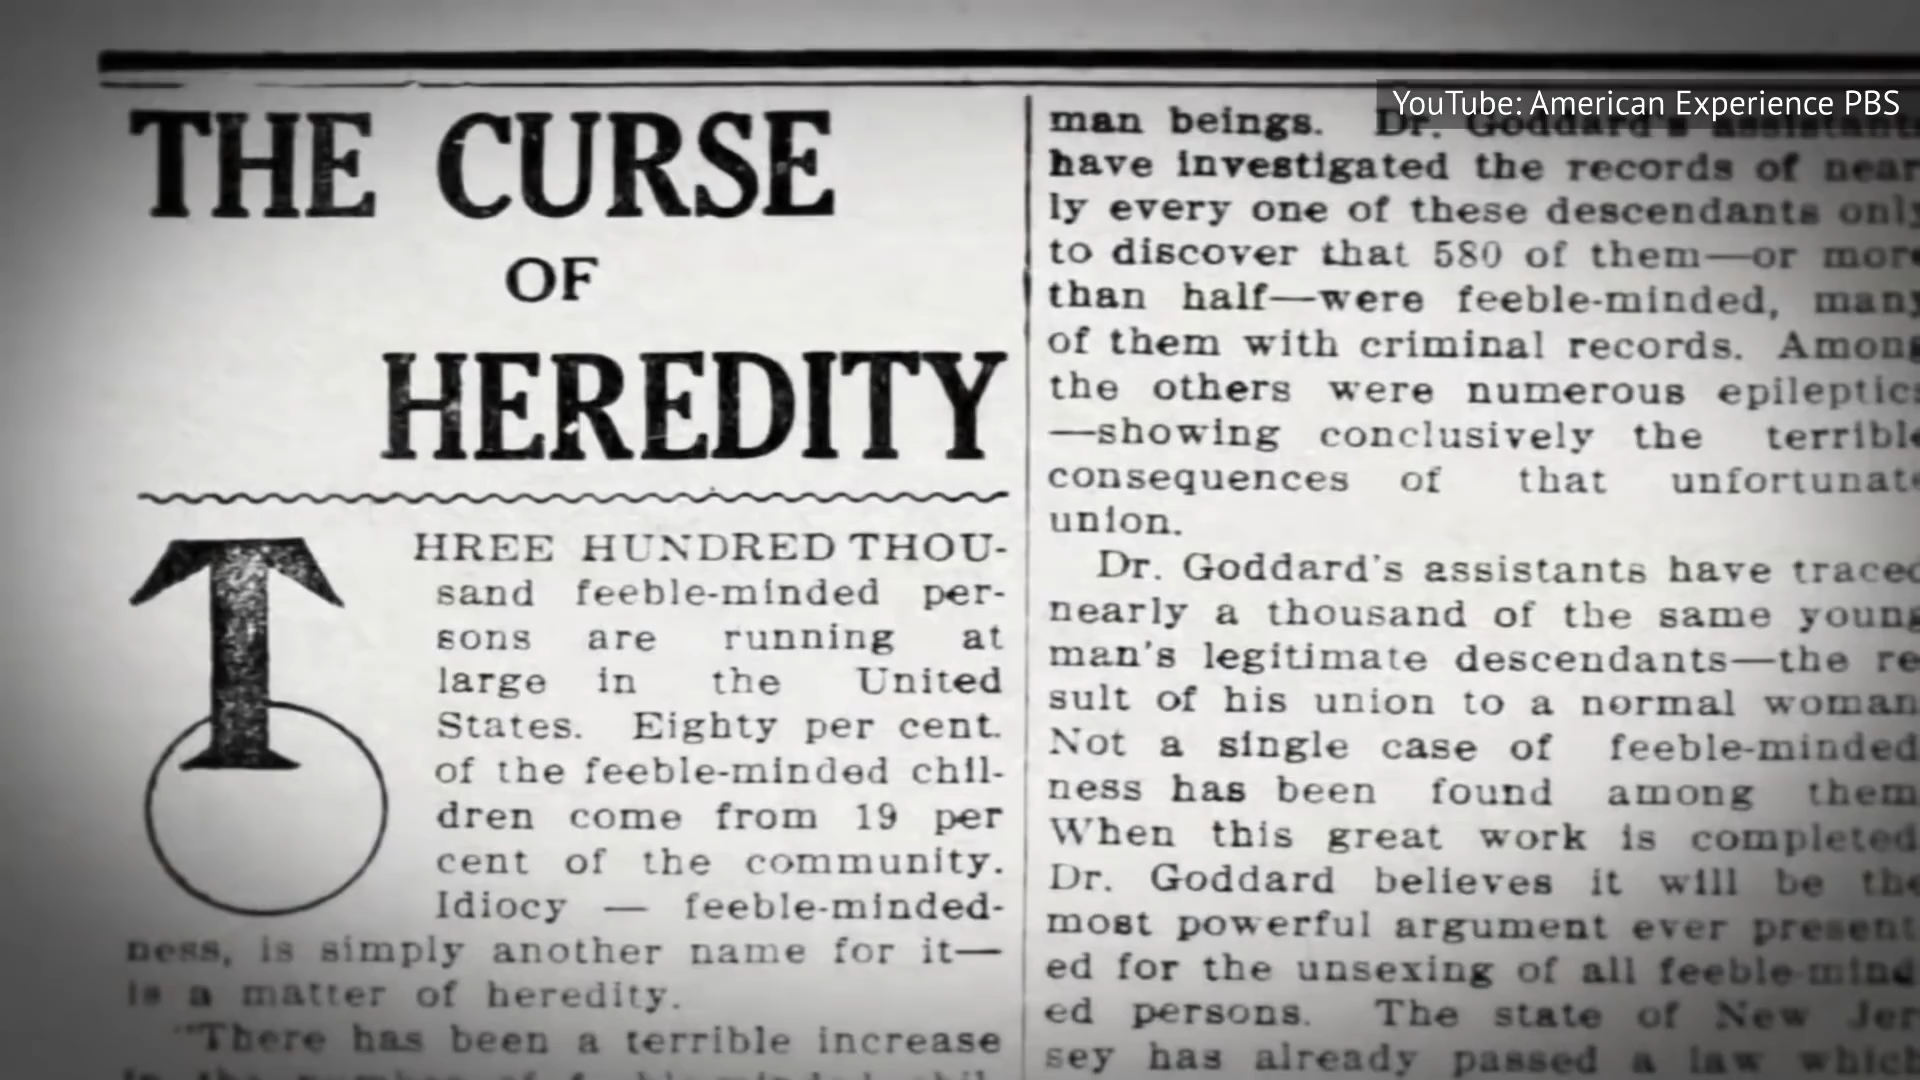 YouTube: American Experience PBS
THE CURSE
OF
HEREDITY
THREE HUNDRED THOU-
sand feeble-minded per-
sons are running at
large in the United
States. Eighty per cent.
of the feeble-minded chil-
dren come from 19 per
cent of the community.
Idiocy — feeble-minded-
ness, is simply another name for it—
is a matter of heredity.
"There has been a terrible increase
man beings. Dr. Goddard's assistants
have investigated the records of near
ly every one of these descendants only
to discover that 580 of them—or more
than half—were feeble-minded, many
of them with criminal records. Among
the others were numerous epileptics
—showing conclusively the terrible
consequences of that unfortunate
union.
Dr. Goddard's assistants have traced
nearly a thousand of the same young
man's legitimate descendants—the re
sult of his union to a normal woman
Not a single case of feeble-minded
ness has been found among them
When this great work is completed
Dr. Goddard believes it will be the
most powerful argument ever present
ed for the unsexing of all feeble-mind
ed persons. The state of New Jer
sey has already passed a law which